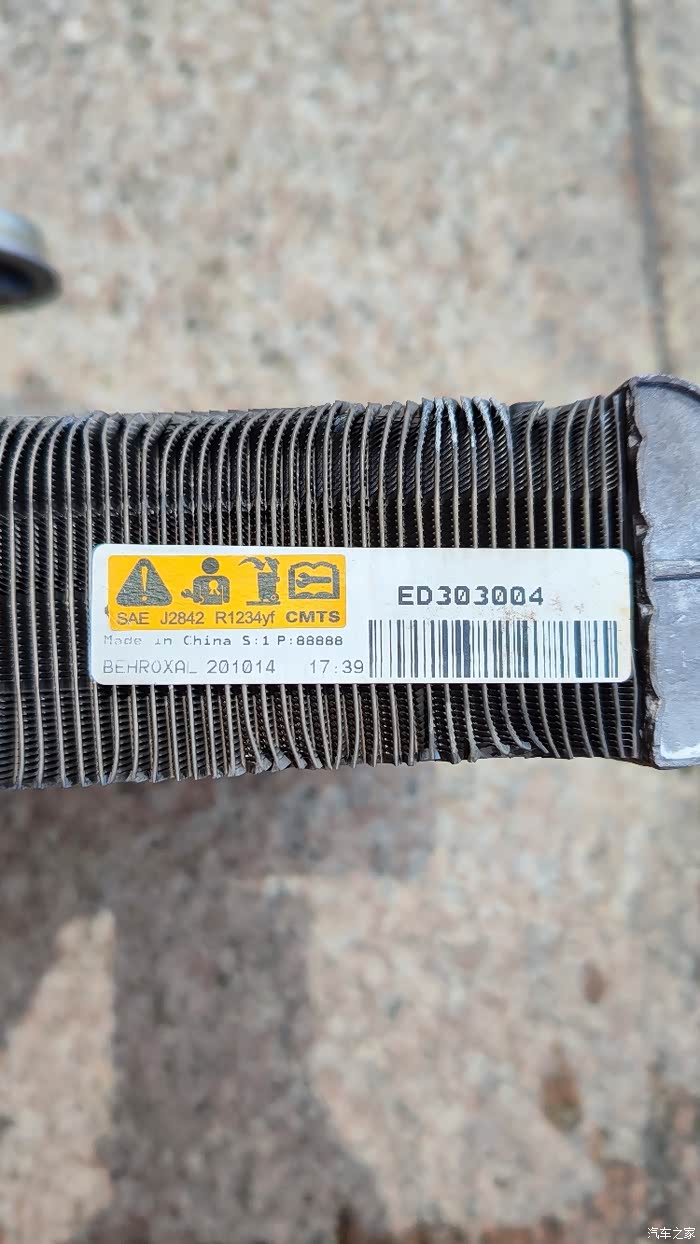 SAE J2842 R1234yf CMTS
ED303004
Made in China S:1 P:88888
BEHROXAL 201014 17:39
汽车之家